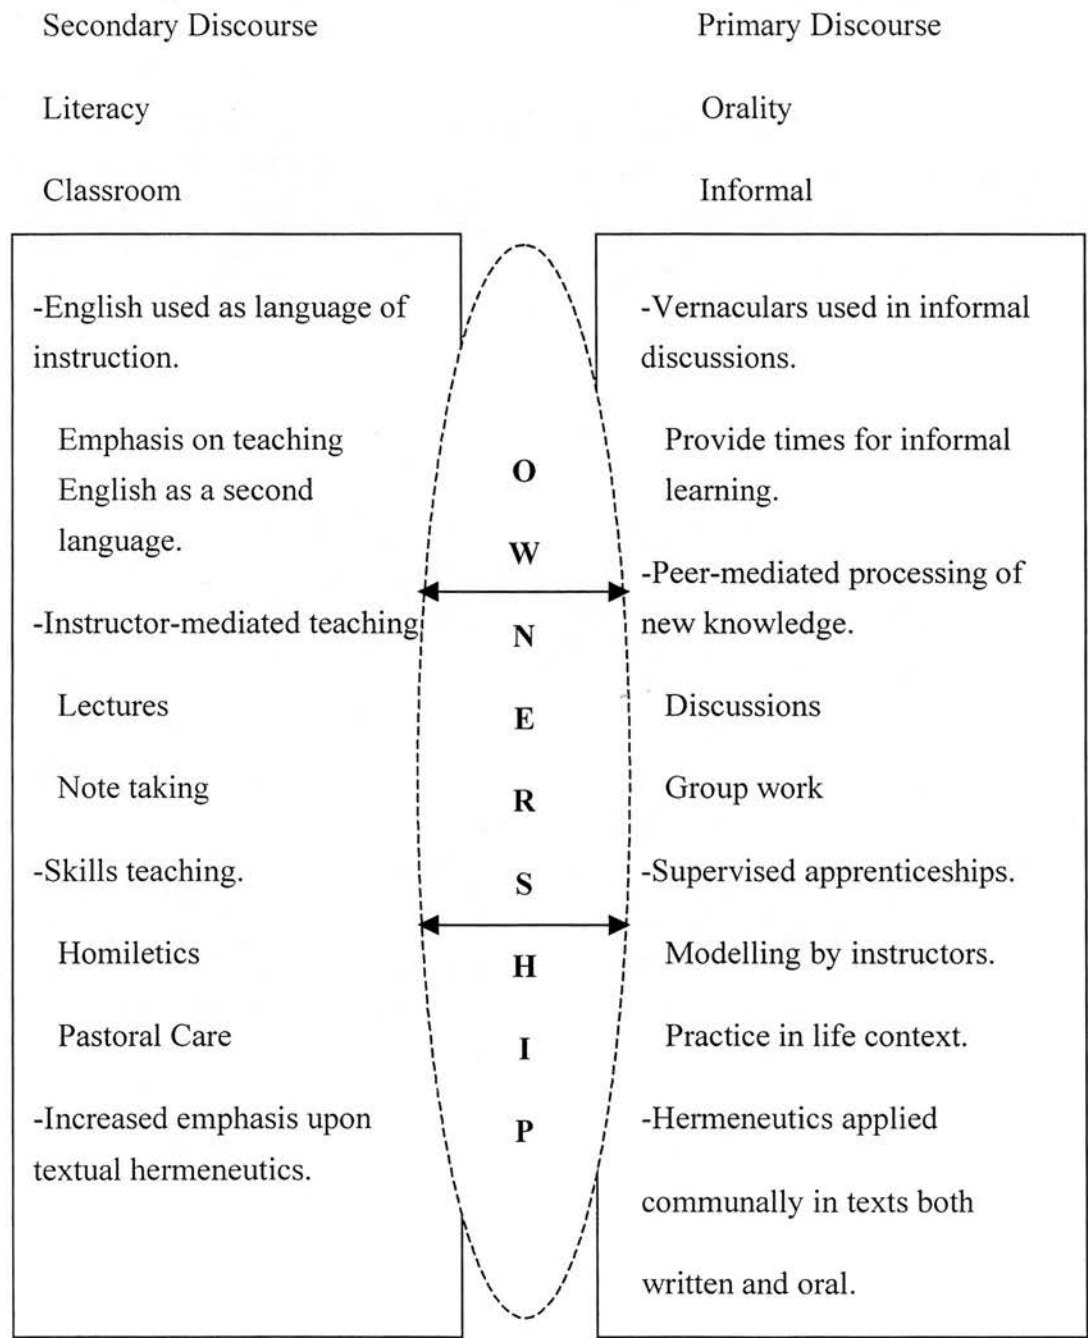 Secondary Discourse
Literacy
Classroom
-English used as language of
instruction.
Emphasis on teaching
English as a second
language.
-Instructor-mediated teaching
Lectures
Note taking
-Skills teaching.
Homiletics
Pastoral Care
-Increased emphasis upon
textual hermeneutics.
O
W
N
E
R
S
H
I
P
Primary Discourse
Orality
Informal
-Vernaculars used in informal
discussions.
Provide times for informal
learning.
-Peer-mediated processing of
new knowledge.
Discussions
Group work
-Supervised apprenticeships.
Modelling by instructors.
Practice in life context.
-Hermeneutics applied
communally in texts both
written and oral.